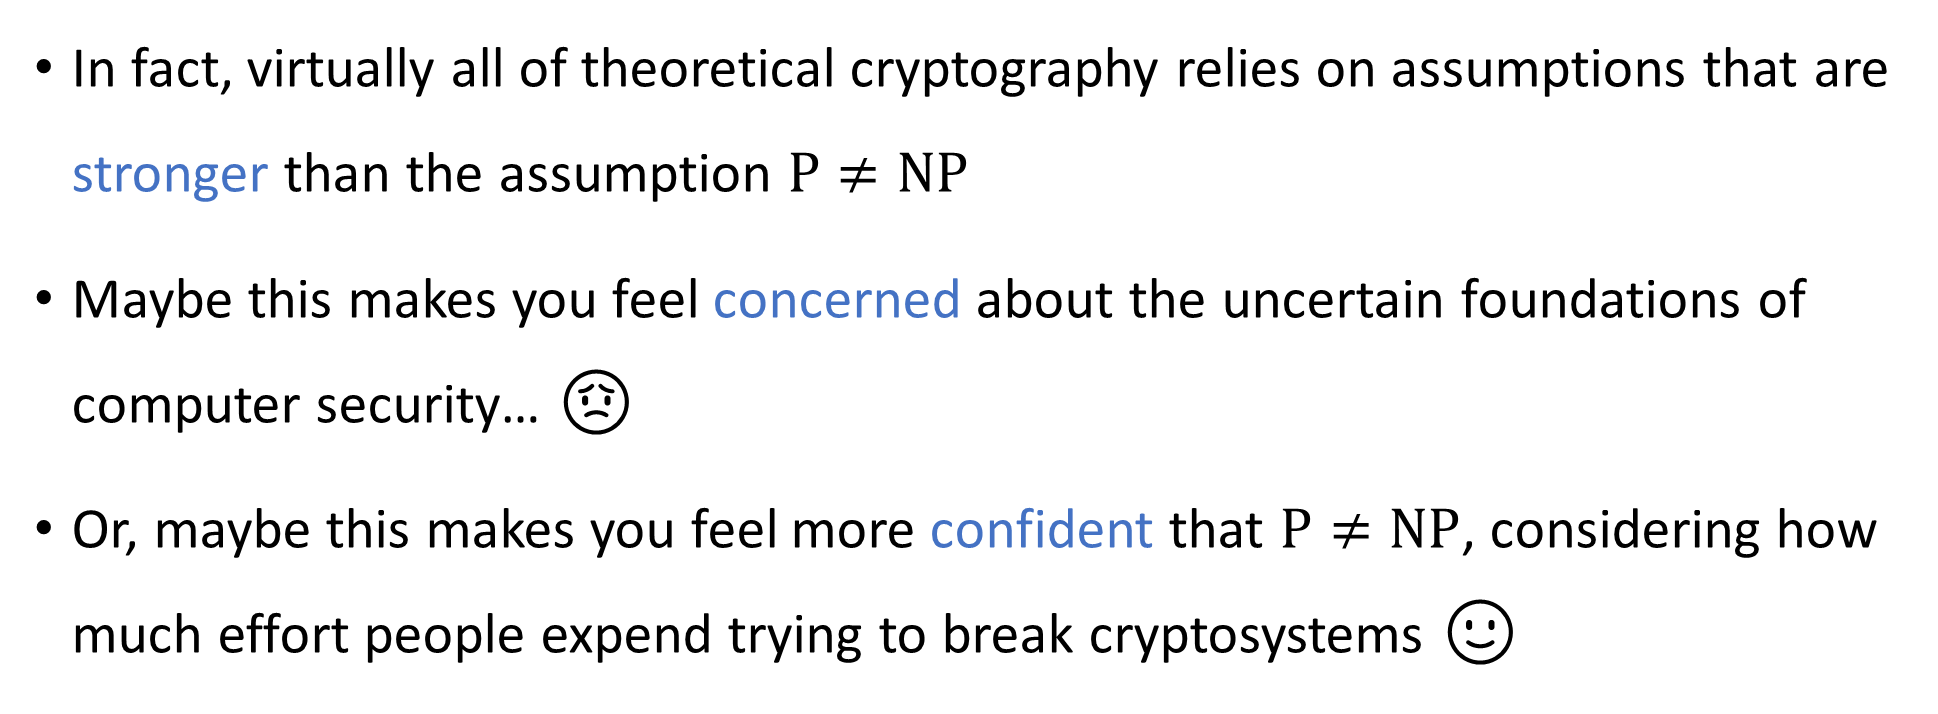 • In fact, virtually all of theoretical cryptography relies on assumptions that are
stronger than the assumption P ≠ NP
• Maybe this makes you feel concerned about the uncertain foundations of
computer security… 😟
• Or, maybe this makes you feel more confident that P ≠ NP, considering how
much effort people expend trying to break cryptosystems 🙂